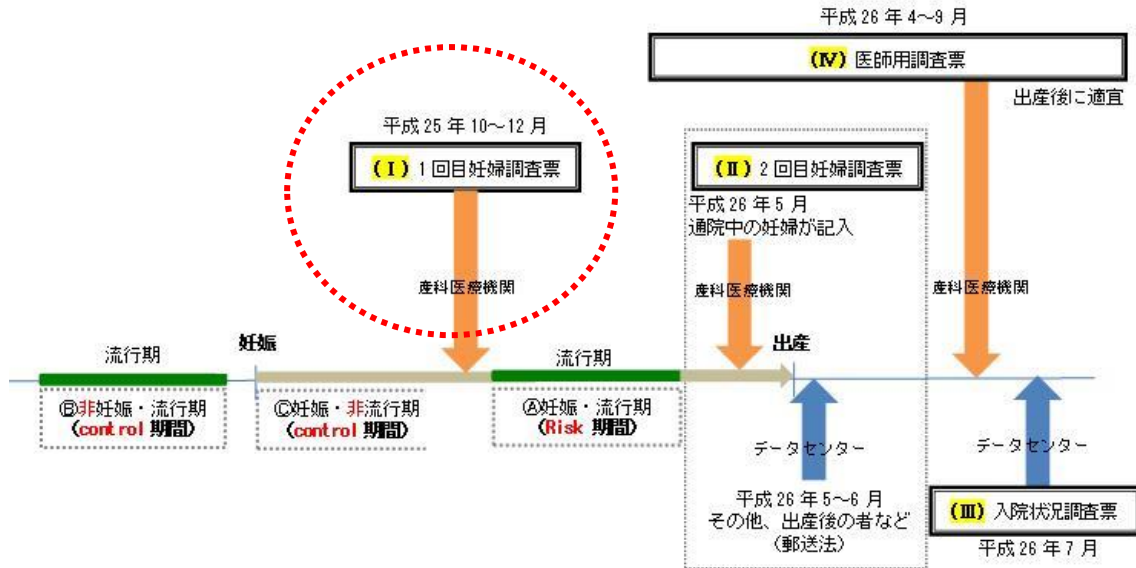 平成26年4~9月
(Ⅳ) 医師用調査票
出産後に適宜
平成25年10~12月
(Ⅰ) 1回目妊婦調査票
(Ⅱ) 2回目妊婦調査票
平成26年5月
通院中の妊婦が記入
産科医療機関
産科医療機関
産科医療機関
流行期
妊娠
出産
Ⓑ非妊娠・流行期
(control 期間)
Ⓒ妊娠・非流行期
(control 期間)
Ⓐ妊娠・流行期
(Risk 期間)
データセンター
データセンター
平成26年5~6月
その他、出産後の者など
(郵送法)
(Ⅲ) 入院状況調査票
平成26年7月
流行期